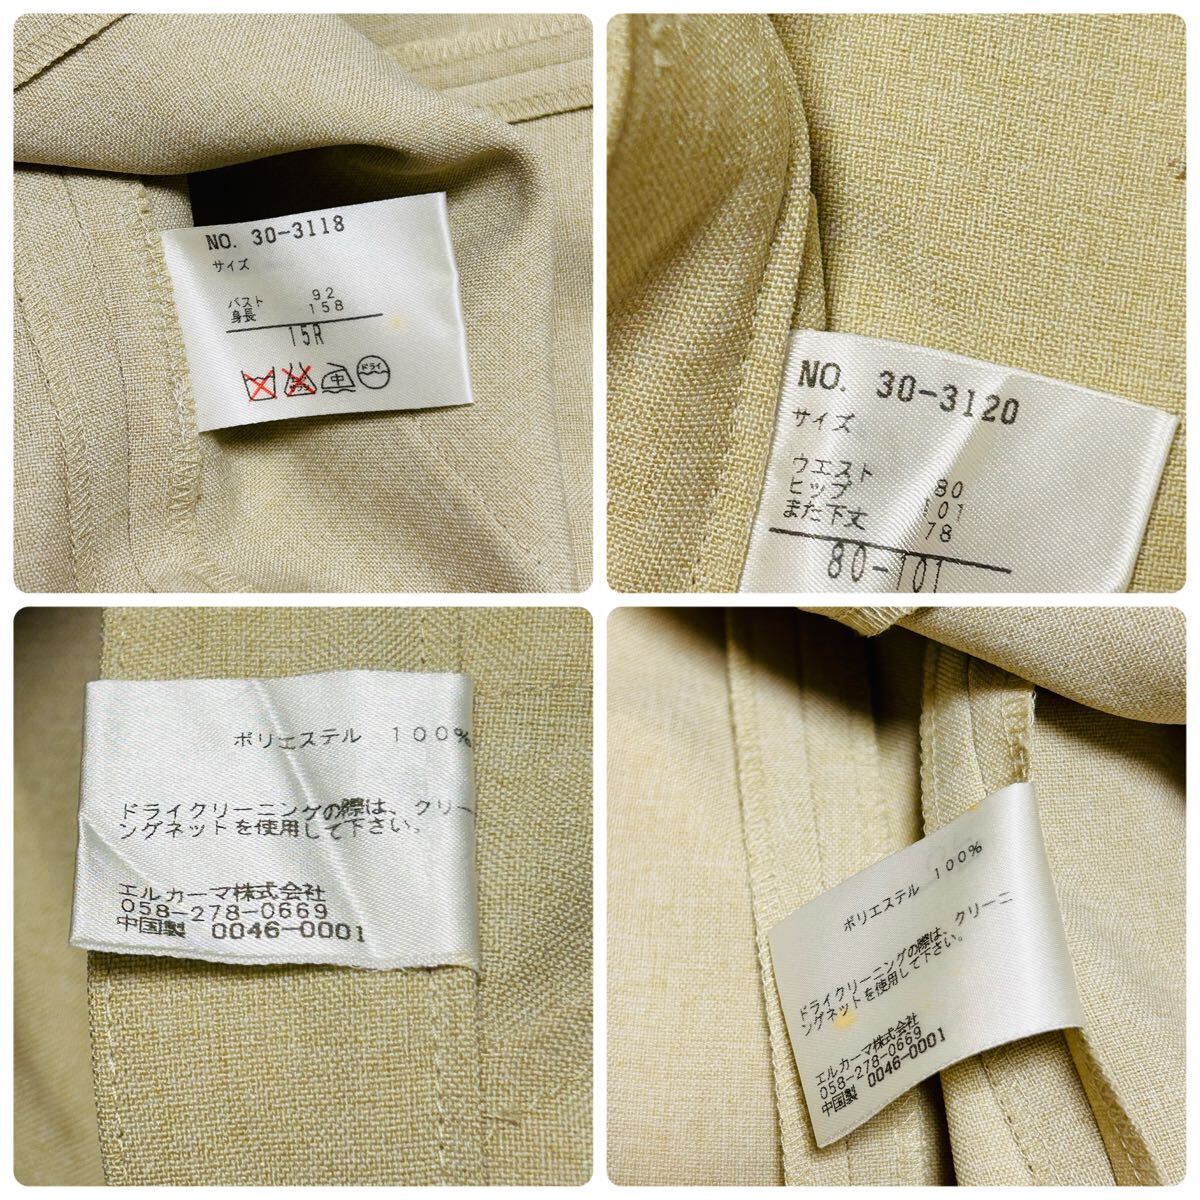 NO. 30-3118
サイズ
バスト 92
身長 158
15R
中 ドライ
NO. 30-3120
サイズ
ウエスト 80
ヒップ 101
また下丈 78
80-101
ポリエステル 100%
ドライクリーニングの際は、クリー
ングネットを使用して下さい。
エルカーマ株式会社
058-278-0669
中国製 0046-0001
ポリエステル 100%
ドライクリーニングの際は、クリーニ
ングネットを使用して下さい。
エルカーマ株式会社
058-278-0669
中国製 0046-0001